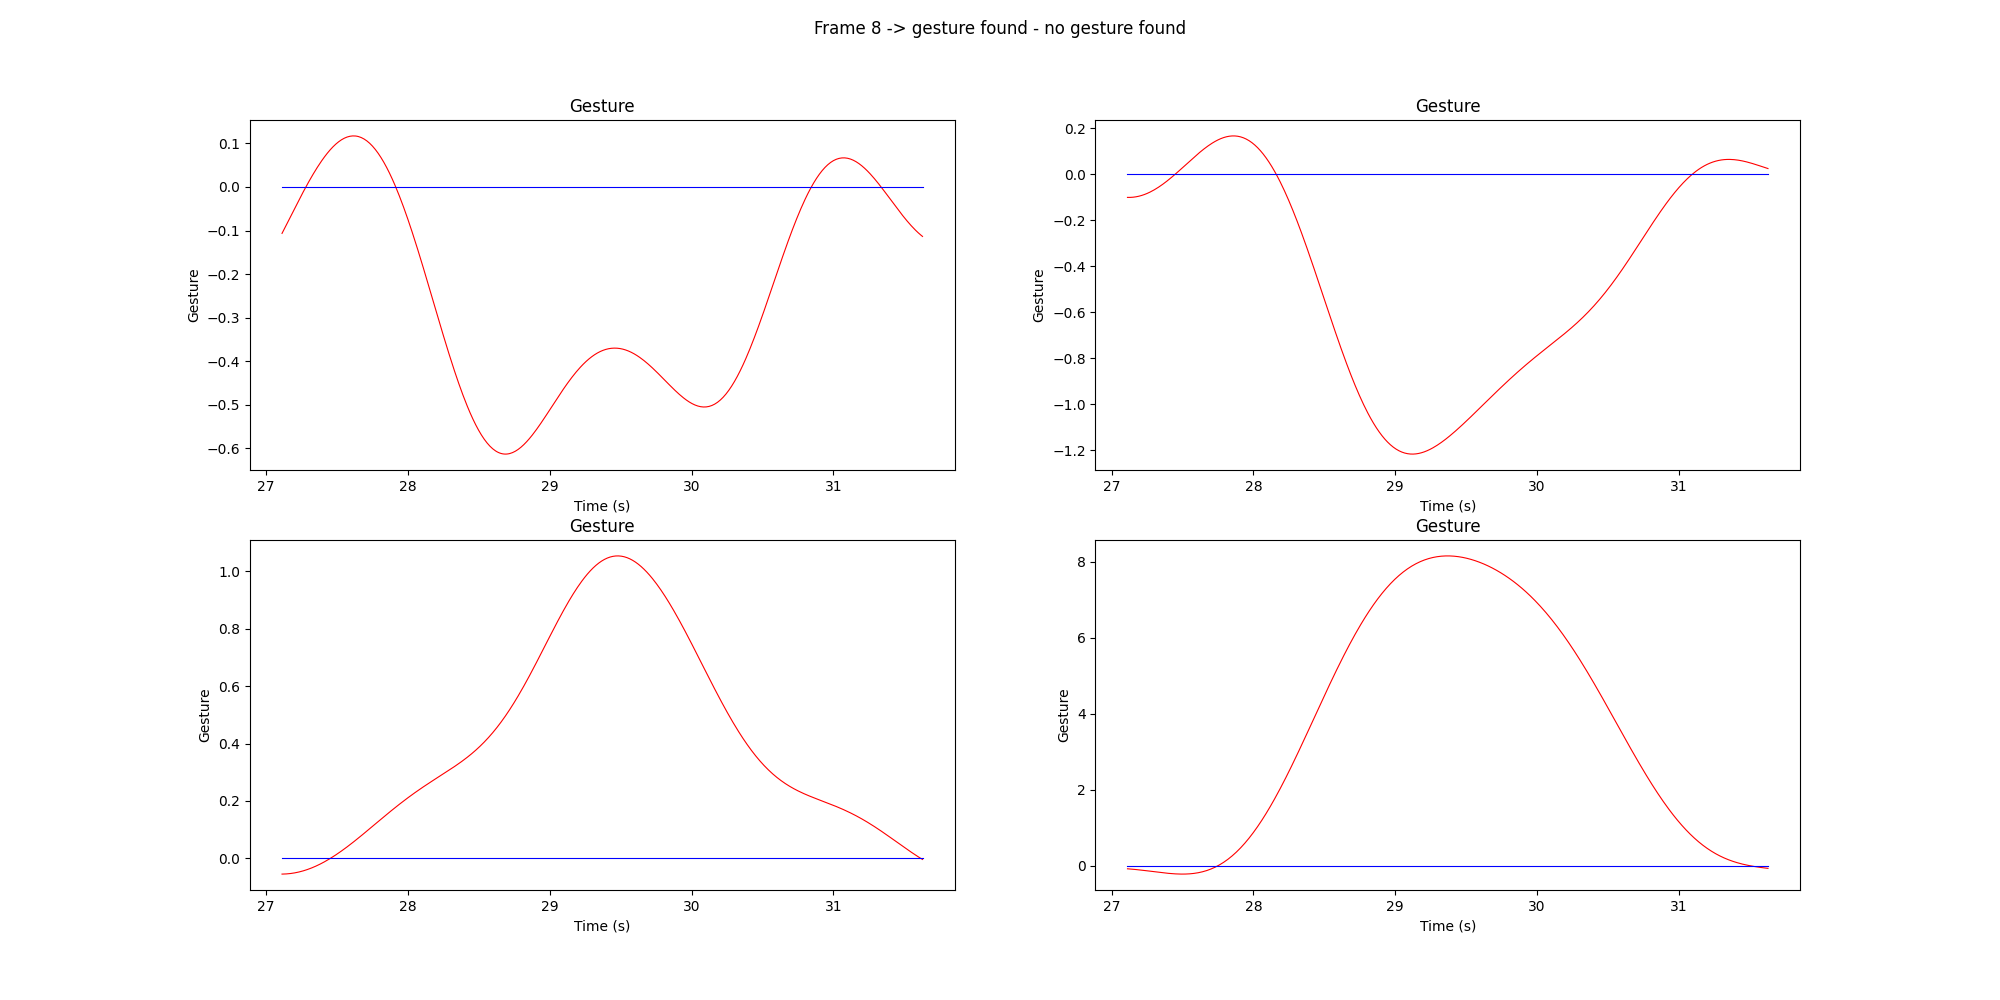 Frame 8 -> gesture found - no gesture found
Gesture
Gesture
0.1
0.0
−0.1
−0.2
−0.3
−0.4
−0.5
−0.6
27 28 29 30 31
Time (s)
Gesture
Gesture
0.2
0.0
−0.2
−0.4
−0.6
−0.8
−1.0
−1.2
27 28 29 30 31
Time (s)
Gesture
Gesture
1.0
0.8
0.6
0.4
0.2
0.0
27 28 29 30 31
Time (s)
Gesture
Gesture
8
6
4
2
0
27 28 29 30 31
Time (s)